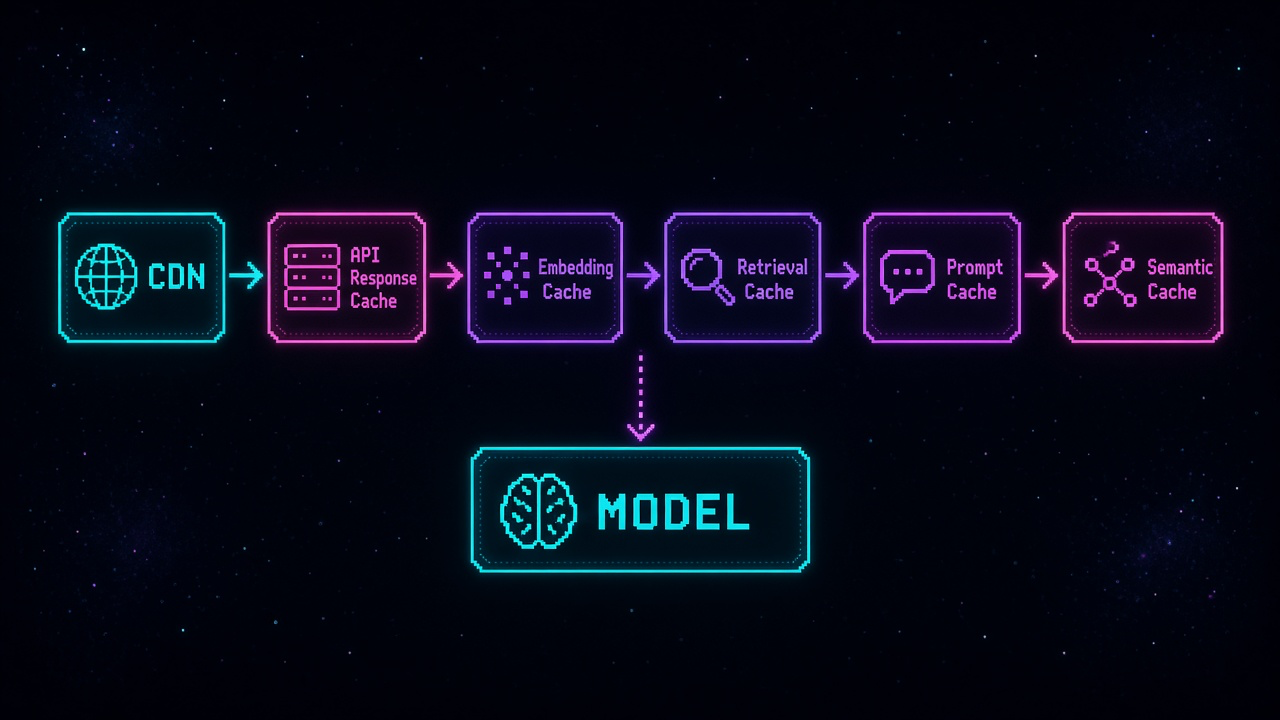 CDN
API
Response
Cache
Embedding
Cache
Retrieval
Cache
Prompt
Cache
Semantic
Cache
MODEL